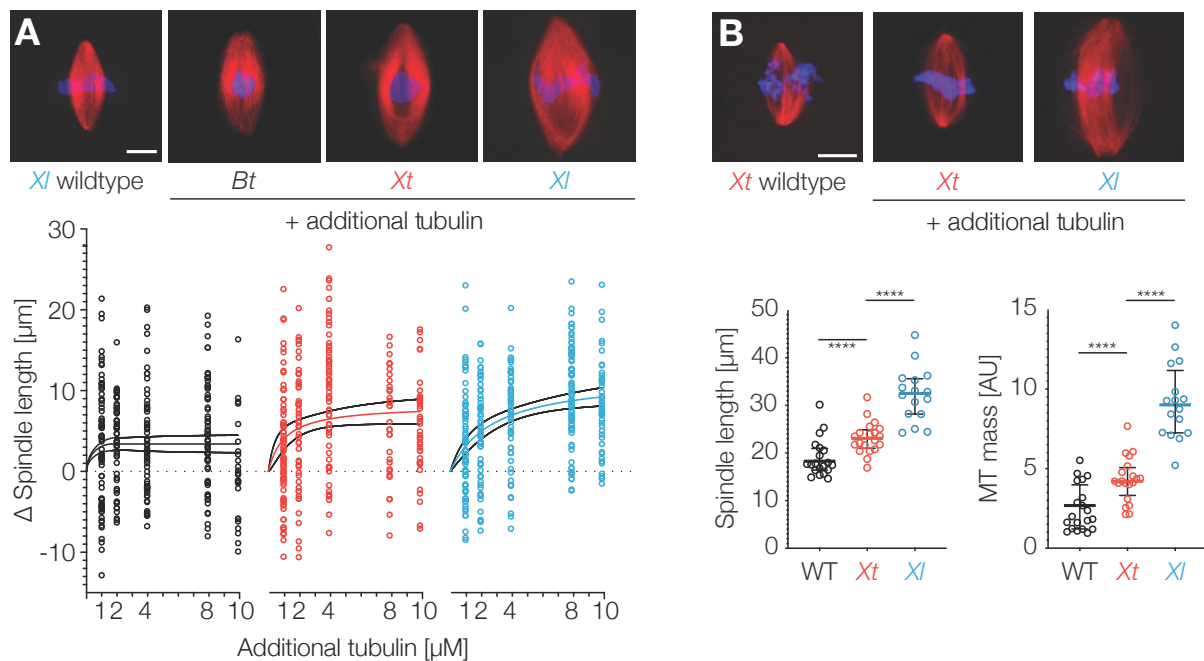 A
B
Xl wildtype
Bt
Xt
Xl
+ additional tubulin
Xt wildtype
Xt
Xl
+ additional tubulin
Δ Spindle length [µm]
30
20
10
0
-10
1 2 4 8 10
1 2 4 8 10
1 2 4 8 10
Additional tubulin [µM]
Spindle length [µm]
50
40
30
20
10
0
****
****
WT Xt Xl
MT mass [AU]
15
10
5
0
****
****
WT Xt Xl